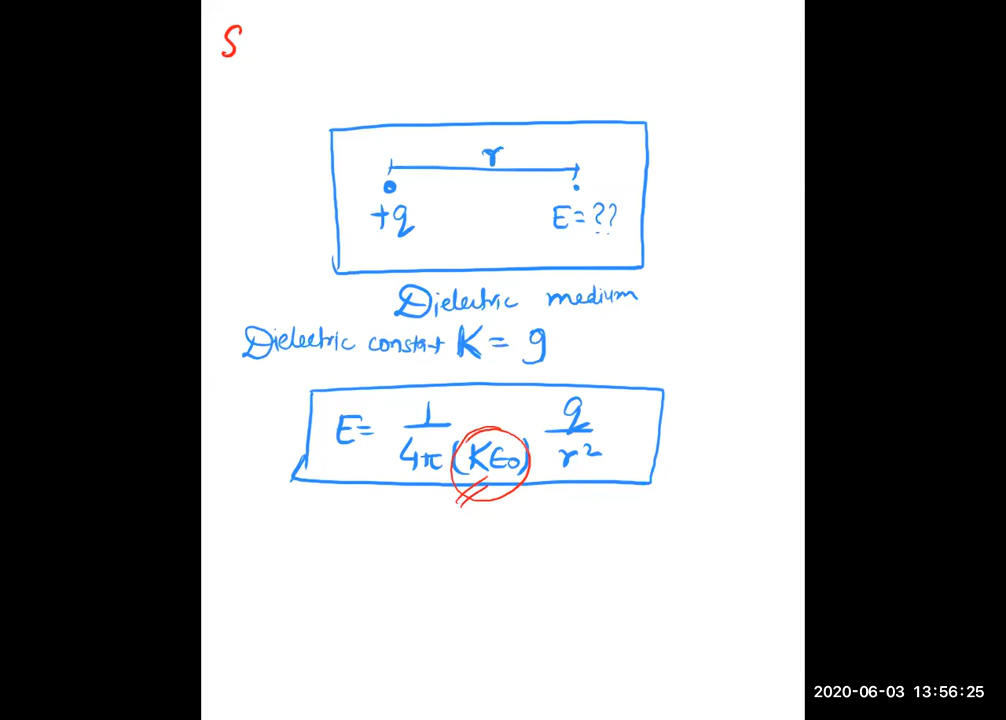 S
r
+q E=??
Dielectric medium
Dielectric constant K = 9
E= 1/4π(Kϵ₀) q/r²
2020-06-03 13:56:25